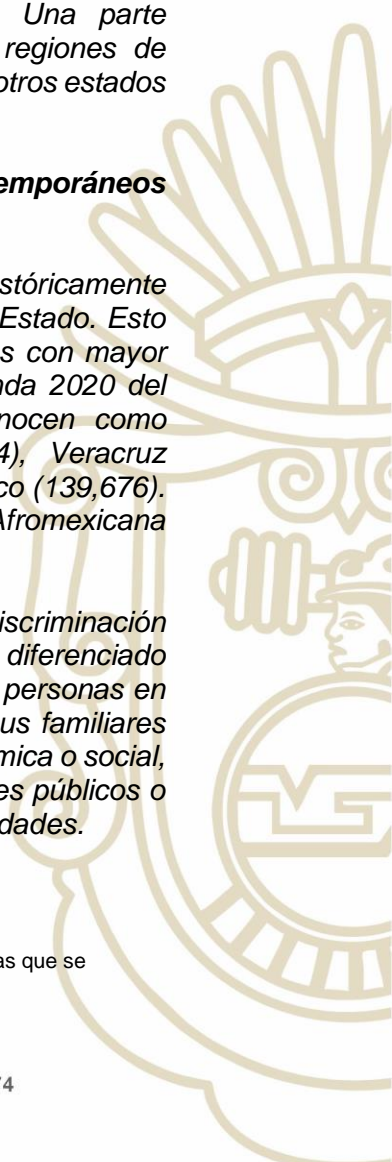 Una parte
regiones de
otros estados
temporáneos
stóricamente
Estado. Esto
s con mayor
nda 2020 del
nocen como
4), Veracruz
co (139,676).
Afromexicana
iscriminación
diferenciado
personas en
us familiares
mica o social,
es públicos o
dades.
as que se
74